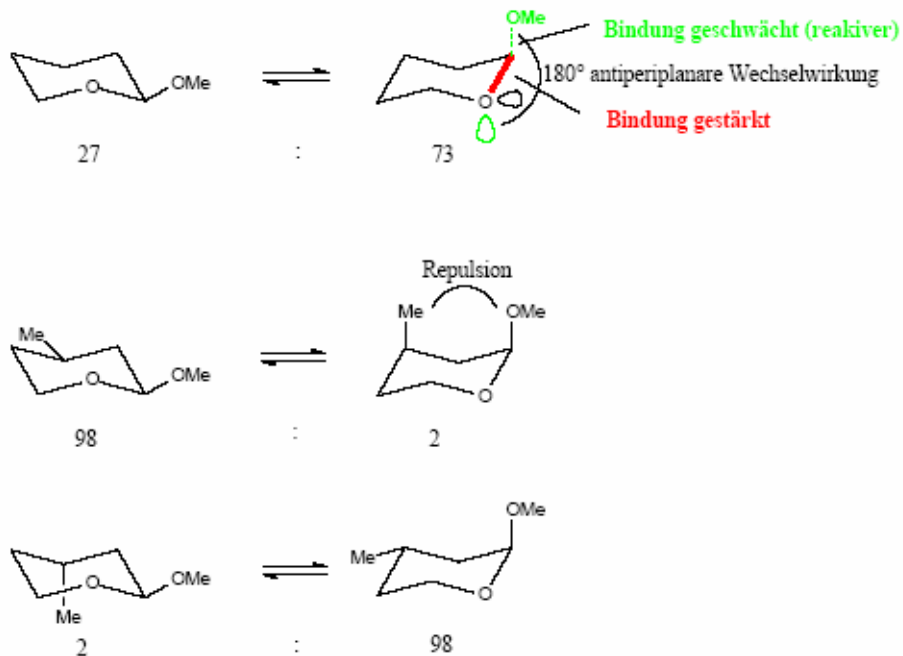 OMe
Bindung geschwächt (reakiver)
O OMe
180° antiperiplanare Wechselwirkung
O
Bindung gestärkt
27 : 73
Repulsion
Me OMe
Me
O OMe
O
98 : 2
OMe
O OMe
Me
Me
O
2 : 98